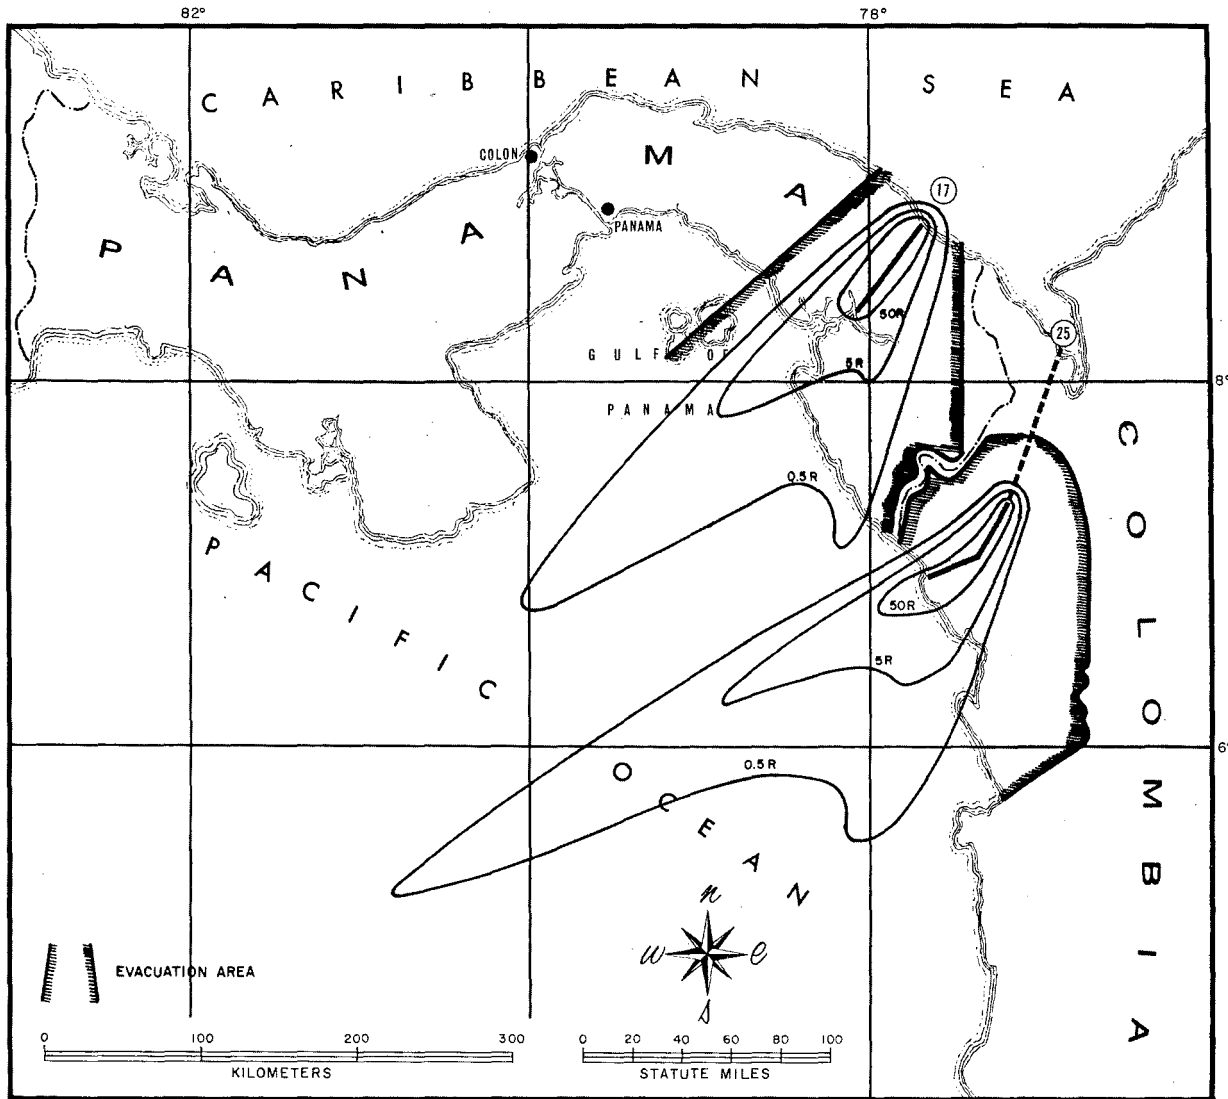 82° 78°
CARIBBEAN SEA
COLON
PANAMA
17
PANAMA
50R
25
GULF OF
5R
8°
PANAMA
COLOMBIA
0.5R
PACIFIC
50R
5R
6°
0.5R
OCEAN
n
w e
s
EVACUATION AREA
0 100 200 300
KILOMETERS
0 20 40 60 80 100
STATUTE MILES